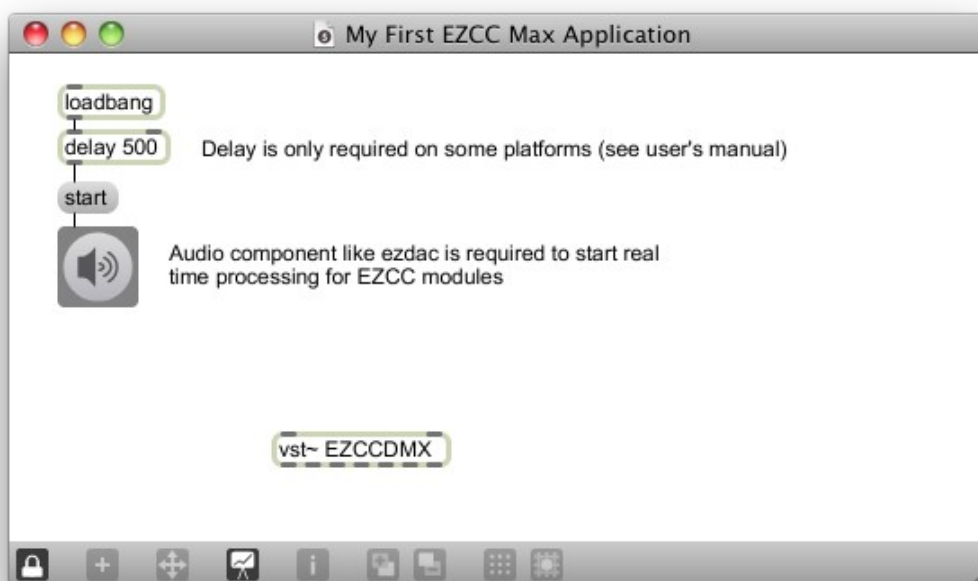 My First EZCC Max Application
loadbang
delay 500
Delay is only required on some platforms (see user's manual)
start
Audio component like ezdac is required to start real
time processing for EZCC modules
vst~ EZCCDMX